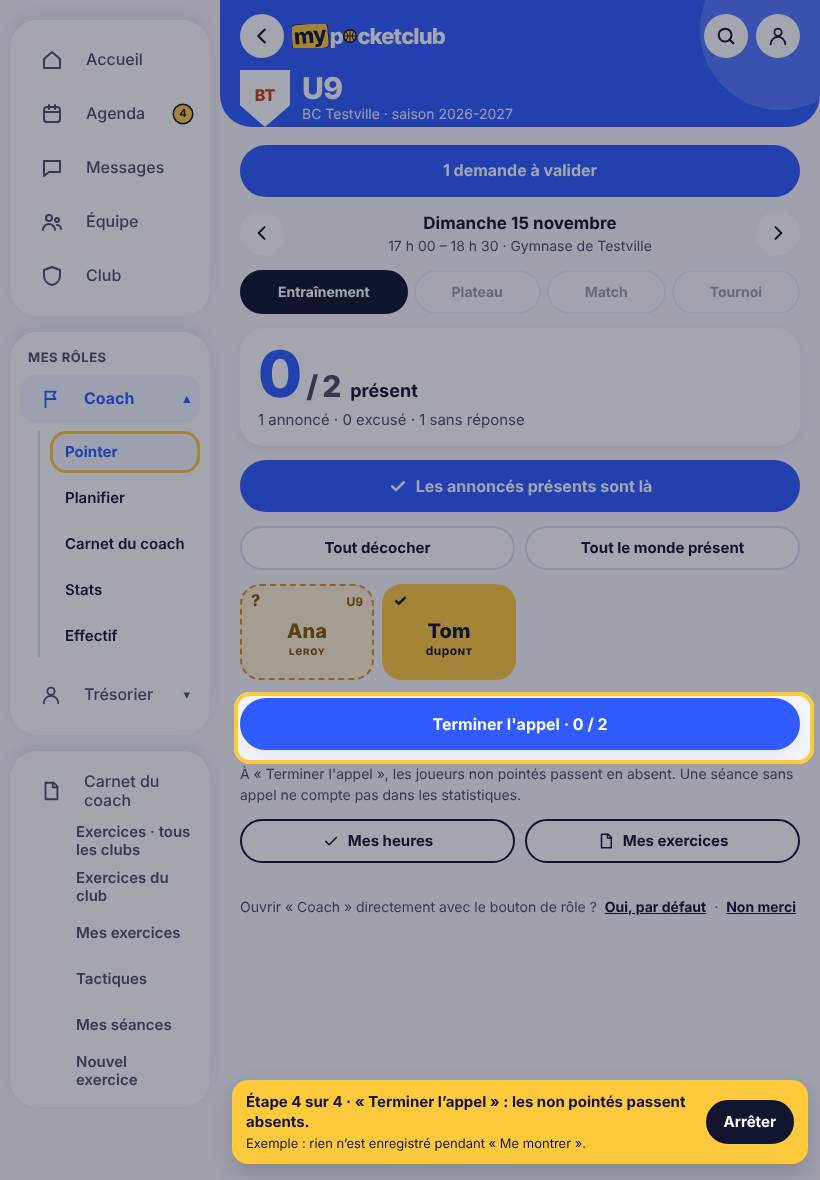 Accueil
Agenda
4
Messages
Équipe
Club
MES RÔLES
Coach
Pointer
Planifier
Carnet du coach
Stats
Effectif
Trésorier
Carnet du
coach
Exercices · tous
les clubs
Exercices du
club
Mes exercices
Tactiques
Mes séances
Nouvel
exercice
my pocketclub
BT
U9
BC Testville · saison 2026-2027
1 demande à valider
Dimanche 15 novembre
17 h 00 – 18 h 30 · Gymnase de Testville
Entraînement
Plateau
Match
Tournoi
0 / 2 présent
1 annoncé · 0 excusé · 1 sans réponse
Les annoncés présents sont là
Tout décocher
Tout le monde présent
? U9
Ana
Leroy
Tom
dupont
Terminer l'appel · 0 / 2
À « Terminer l'appel », les joueurs non pointés passent en absent. Une séance sans
appel ne compte pas dans les statistiques.
Mes heures
Mes exercices
Ouvrir « Coach » directement avec le bouton de rôle ? Oui, par défaut · Non merci
Étape 4 sur 4 · « Terminer l’appel » : les non pointés passent
absents.
Exemple : rien n’est enregistré pendant « Me montrer ».
Arrêter